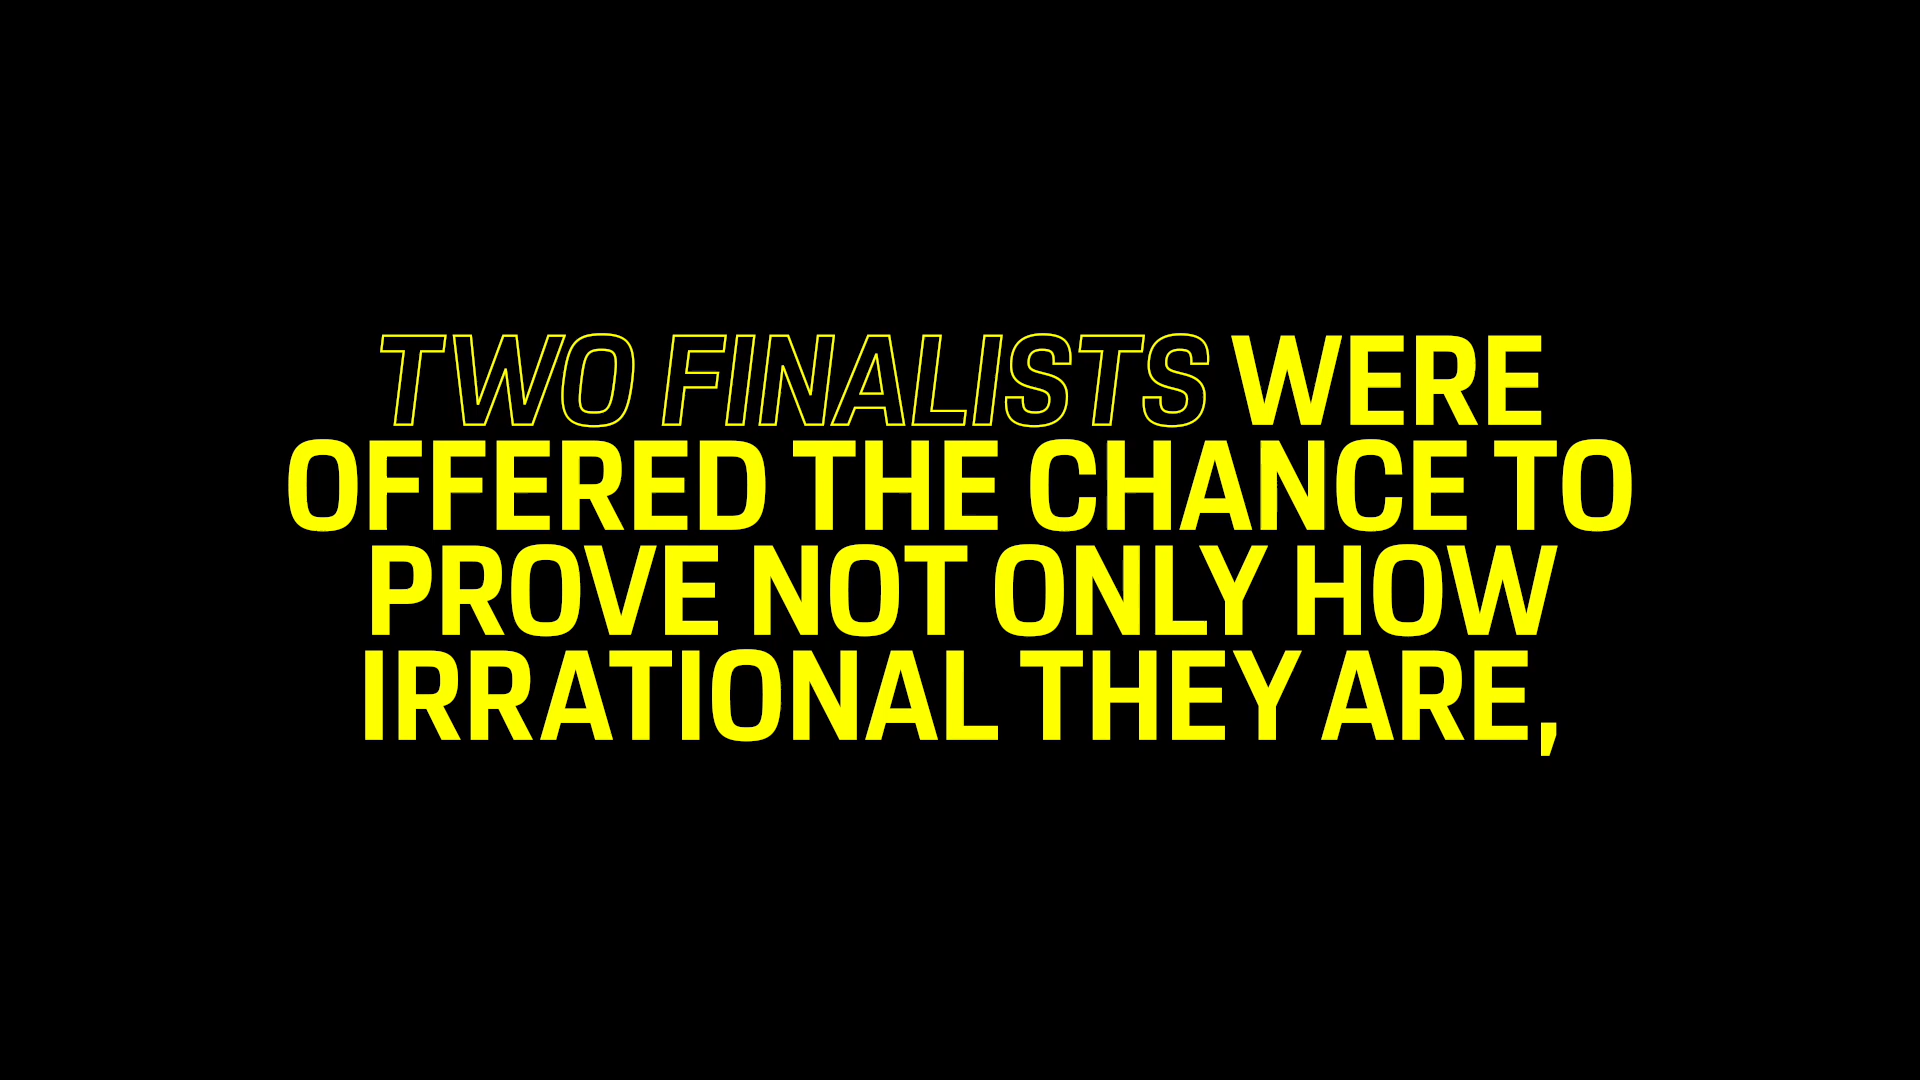 TWO FINALISTS WERE
OFFERED THE CHANCE TO
PROVE NOT ONLY HOW
IRRATIONAL THEY ARE,